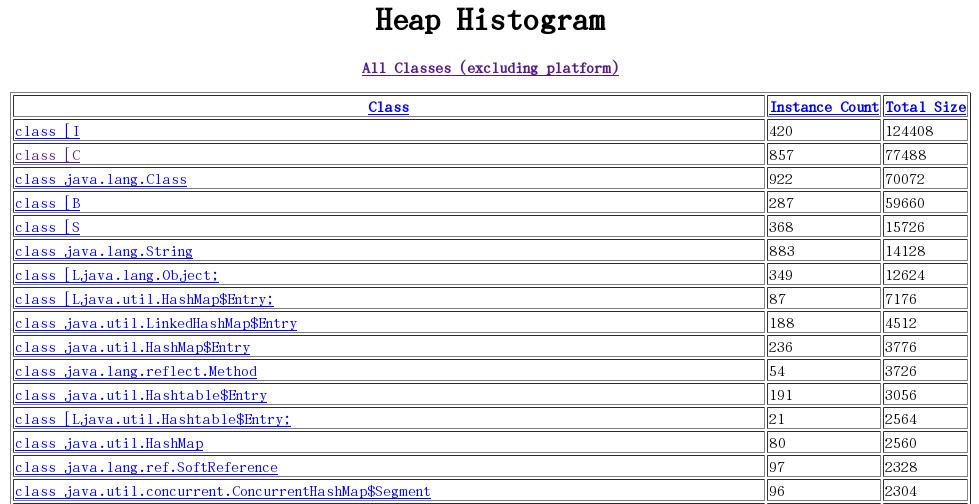 Heap Histogram
All Classes (excluding platform)
Class Instance Count Total Size
class [I 420 124408
class [C 857 77488
class java.lang.Class 922 70072
class [B 287 59660
class [S 368 15726
class java.lang.String 883 14128
class [Ljava.lang.Object; 349 12624
class [Ljava.util.HashMap$Entry; 87 7176
class java.util.LinkedHashMap$Entry 188 4512
class java.util.HashMap$Entry 236 3776
class java.lang.reflect.Method 54 3726
class java.util.Hashtable$Entry 191 3056
class [Ljava.util.Hashtable$Entry; 21 2564
class java.util.HashMap 80 2560
class java.lang.ref.SoftReference 97 2328
class java.util.concurrent.ConcurrentHashMap$Segment 96 2304